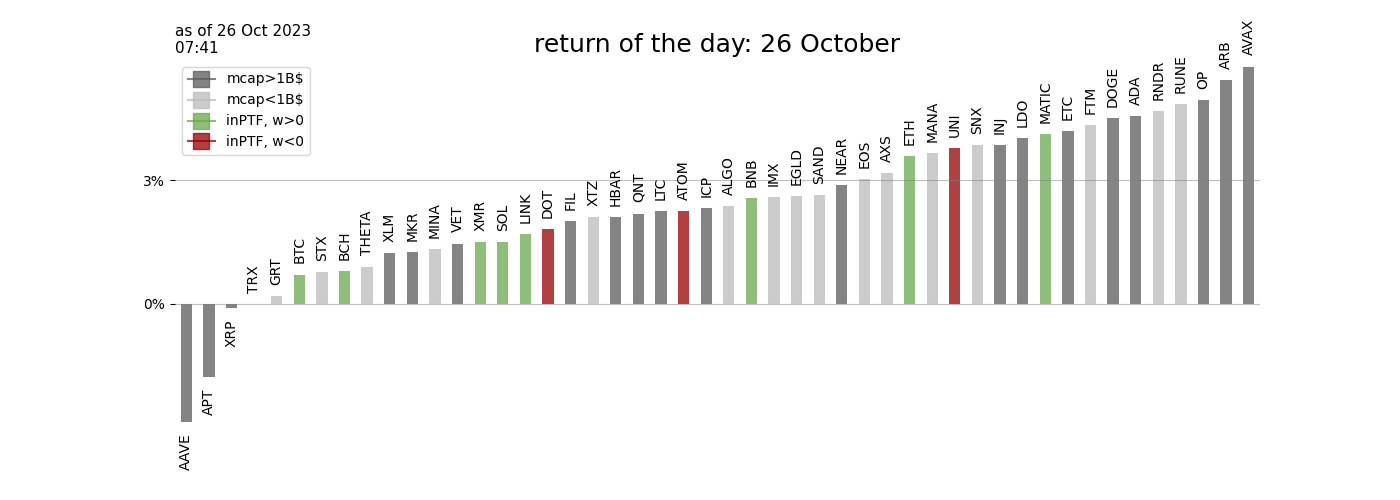 as of 26 Oct 2023
07:41
return of the day: 26 October
mcap>1B$
mcap<1B$
inPTF, w>0
inPTF, w<0
3%
0%
AAVE
APT
XRP
TRX
GRT
BTC
STX
BCH
THETA
XLM
MKR
MINA
VET
XMR
SOL
LINK
DOT
FIL
XTZ
HBAR
QNT
LTC
ATOM
ICP
ALGO
BNB
IMX
EGLD
SAND
NEAR
EOS
AXS
ETH
MANA
UNI
SNX
INJ
LDO
MATIC
ETC
FTM
DOGE
ADA
RNDR
RUNE
OP
ARB
AVAX